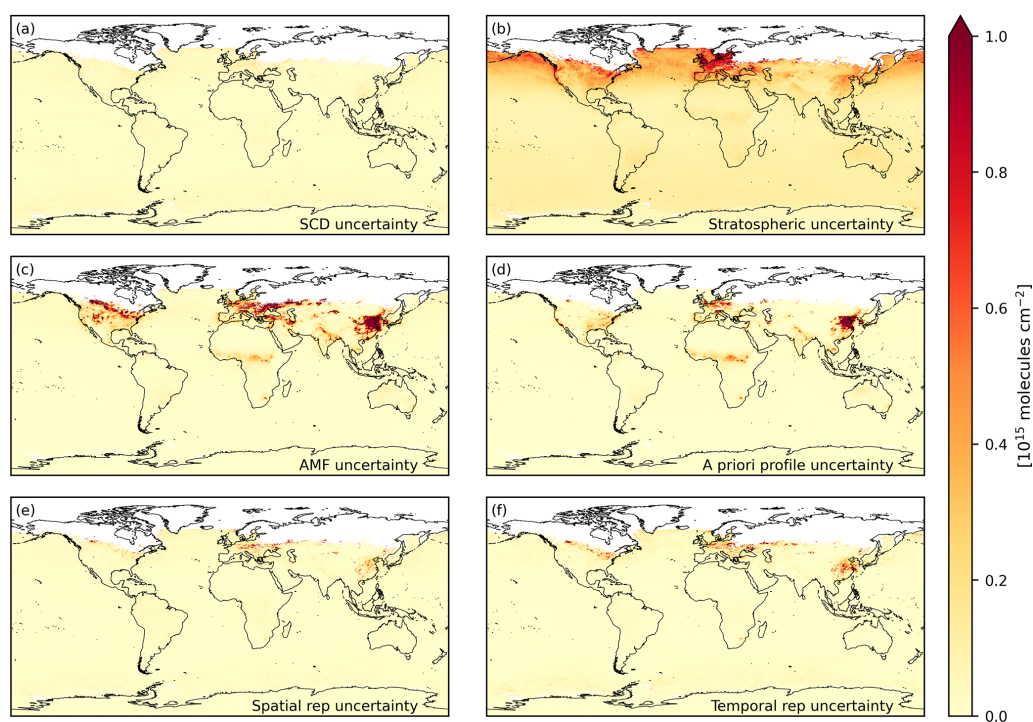 (a)
SCD uncertainty
(b)
Stratospheric uncertainty
(c)
AMF uncertainty
(d)
A priori profile uncertainty
(e)
Spatial rep uncertainty
(f)
Temporal rep uncertainty
1.0
0.8
0.6
0.4
0.2
0.0
[10¹⁵ molecules cm⁻²]